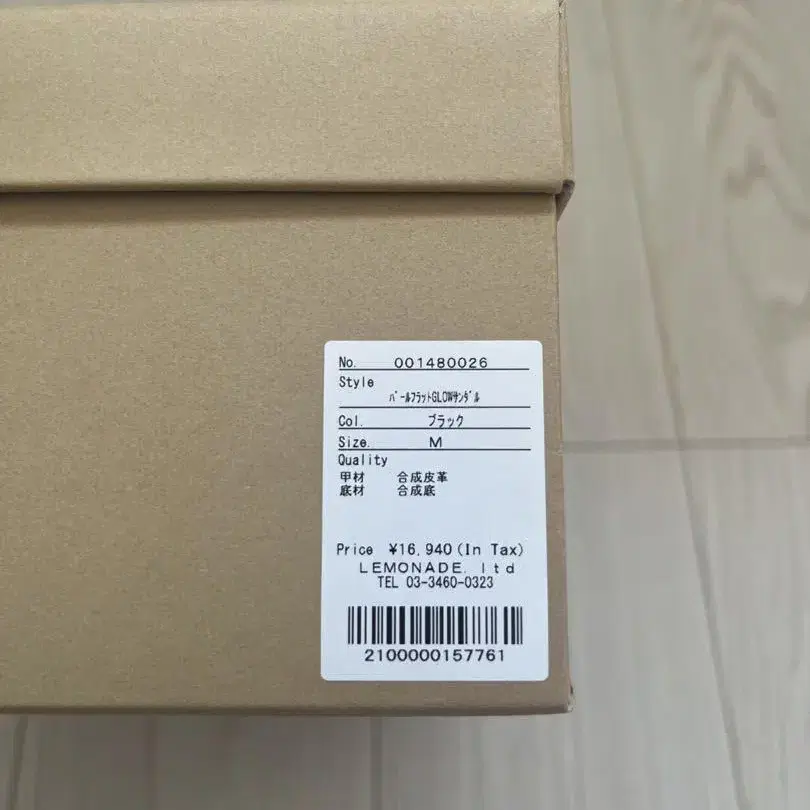 No. 001480026
Style
ﾊﾟｰﾙﾌﾗｯﾄGLOWｻﾝﾀﾞﾙ
Col. ブラック
Size. M
Quality
甲材 合成皮革
底材 合成底
Price ¥16,940(In Tax)
LEMONADE. ltd
TEL 03-3460-0323
2100000157761